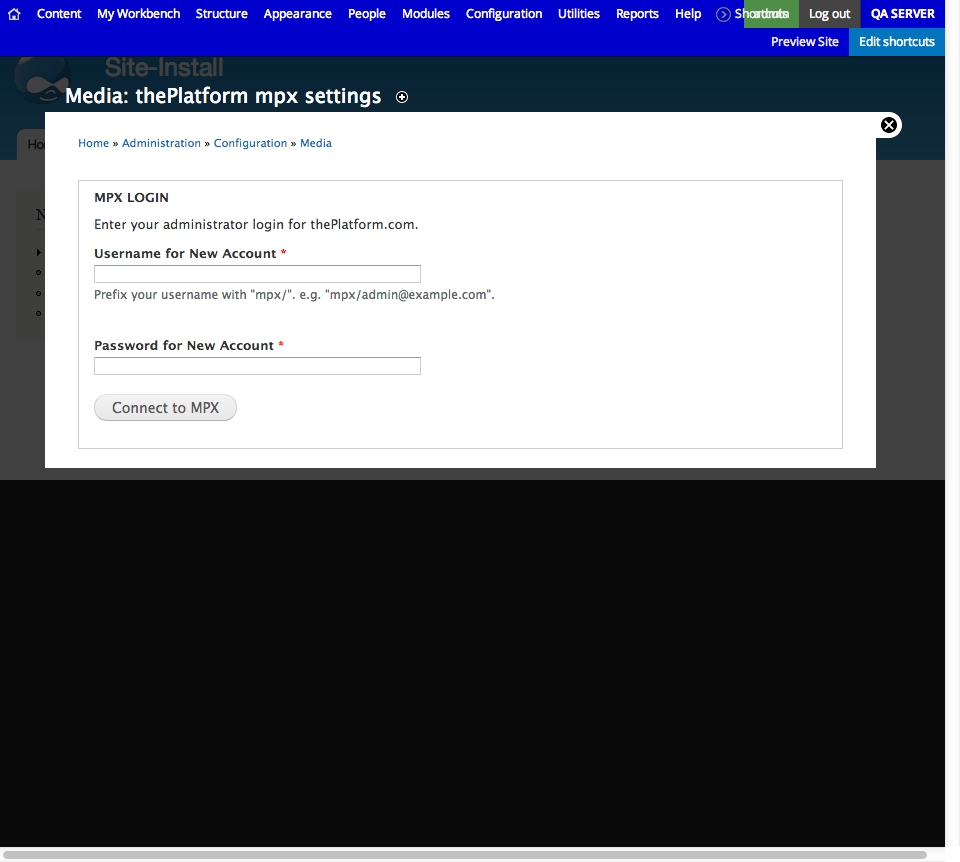 Content My Workbench Structure Appearance People Modules Configuration Utilities Reports Help Log out QA SERVER
Preview Site Edit shortcuts
Site-Install
Media: thePlatform mpx settings
Home » Administration » Configuration » Media
MPX LOGIN
Enter your administrator login for thePlatform.com.
Username for New Account *
Prefix your username with "mpx/". e.g. "mpx/admin@example.com".
Password for New Account *
Connect to MPX